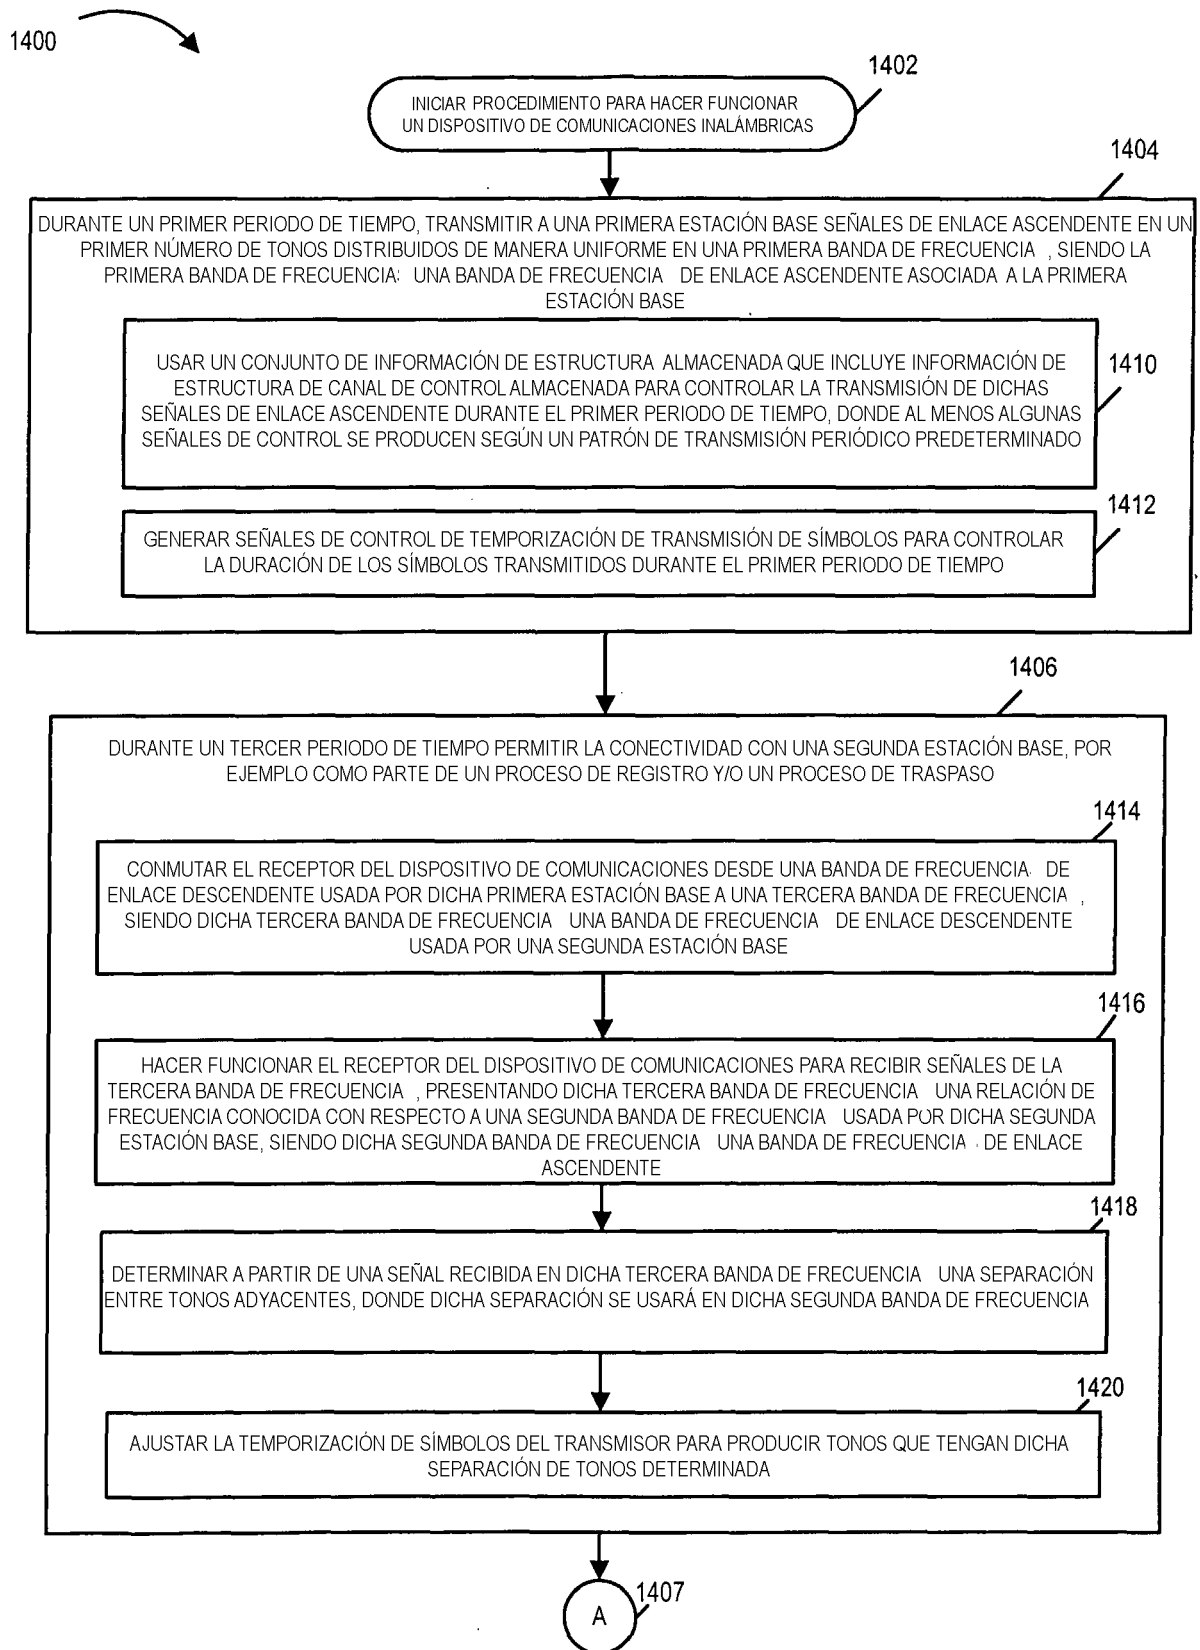 1400
1402
INICIAR PROCEDIMIENTO PARA HACER FUNCIONAR
UN DISPOSITIVO DE COMUNICACIONES INALÁMBRICAS
1404
DURANTE UN PRIMER PERIODO DE TIEMPO, TRANSMITIR A UNA PRIMERA ESTACIÓN BASE SEÑALES DE ENLACE ASCENDENTE EN UN
PRIMER NÚMERO DE TONOS DISTRIBUIDOS DE MANERA UNIFORME EN UNA PRIMERA BANDA DE FRECUENCIA , SIENDO LA
PRIMERA BANDA DE FRECUENCIA: UNA BANDA DE FRECUENCIA DE ENLACE ASCENDENTE ASOCIADA A LA PRIMERA
ESTACIÓN BASE
1410
USAR UN CONJUNTO DE INFORMACIÓN DE ESTRUCTURA ALMACENADA QUE INCLUYE INFORMACIÓN DE
ESTRUCTURA DE CANAL DE CONTROL ALMACENADA PARA CONTROLAR LA TRANSMISIÓN DE DICHAS
SEÑALES DE ENLACE ASCENDENTE DURANTE EL PRIMER PERIODO DE TIEMPO, DONDE AL MENOS ALGUNAS
SEÑALES DE CONTROL SE PRODUCEN SEGÚN UN PATRÓN DE TRANSMISIÓN PERIÓDICO PREDETERMINADO
1412
GENERAR SEÑALES DE CONTROL DE TEMPORIZACIÓN DE TRANSMISIÓN DE SÍMBOLOS PARA CONTROLAR
LA DURACIÓN DE LOS SÍMBOLOS TRANSMITIDOS DURANTE EL PRIMER PERIODO DE TIEMPO
1406
DURANTE UN TERCER PERIODO DE TIEMPO PERMITIR LA CONECTIVIDAD CON UNA SEGUNDA ESTACIÓN BASE, POR
EJEMPLO COMO PARTE DE UN PROCESO DE REGISTRO Y/O UN PROCESO DE TRASPASO
1414
CONMUTAR EL RECEPTOR DEL DISPOSITIVO DE COMUNICACIONES DESDE UNA BANDA DE FRECUENCIA DE
ENLACE DESCENDENTE USADA POR DICHA PRIMERA ESTACIÓN BASE A UNA TERCERA BANDA DE FRECUENCIA ,
SIENDO DICHA TERCERA BANDA DE FRECUENCIA UNA BANDA DE FRECUENCIA DE ENLACE DESCENDENTE
USADA POR UNA SEGUNDA ESTACIÓN BASE
1416
HACER FUNCIONAR EL RECEPTOR DEL DISPOSITIVO DE COMUNICACIONES PARA RECIBIR SEÑALES DE LA
TERCERA BANDA DE FRECUENCIA , PRESENTANDO DICHA TERCERA BANDA DE FRECUENCIA UNA RELACIÓN DE
FRECUENCIA CONOCIDA CON RESPECTO A UNA SEGUNDA BANDA DE FRECUENCIA USADA POR DICHA SEGUNDA
ESTACIÓN BASE, SIENDO DICHA SEGUNDA BANDA DE FRECUENCIA UNA BANDA DE FRECUENCIA DE ENLACE
ASCENDENTE
1418
DETERMINAR A PARTIR DE UNA SEÑAL RECIBIDA EN DICHA TERCERA BANDA DE FRECUENCIA UNA SEPARACIÓN
ENTRE TONOS ADYACENTES, DONDE DICHA SEPARACIÓN SE USARÁ EN DICHA SEGUNDA BANDA DE FRECUENCIA
1420
AJUSTAR LA TEMPORIZACIÓN DE SÍMBOLOS DEL TRANSMISOR PARA PRODUCIR TONOS QUE TENGAN DICHA
SEPARACIÓN DE TONOS DETERMINADA
1407
A